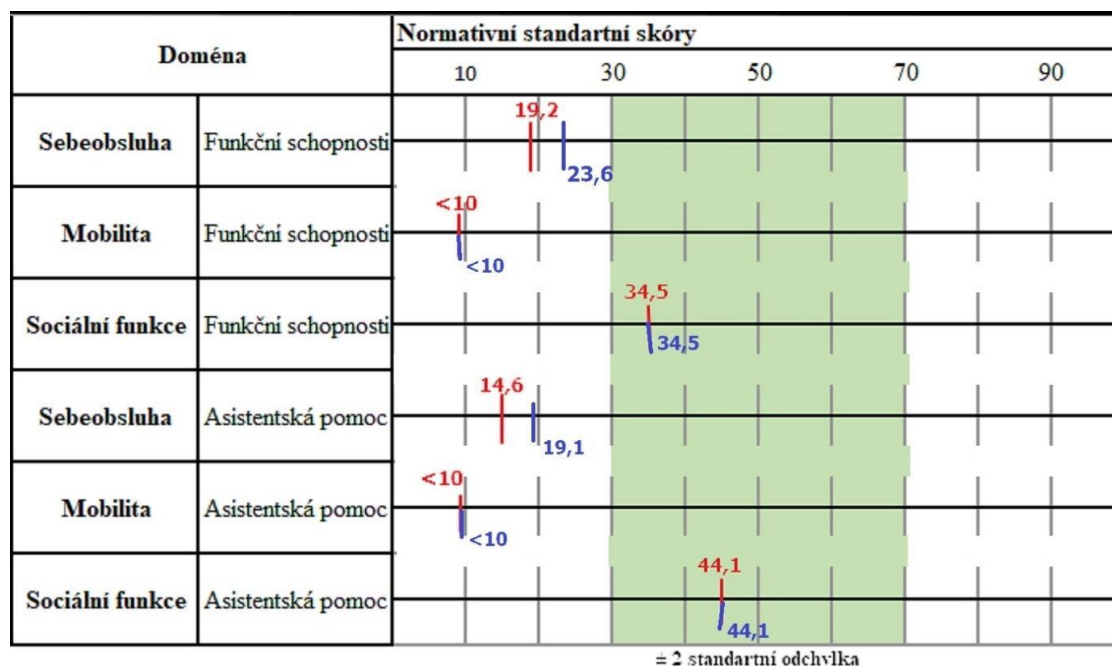 Doména
Normativní standartní skóry
10 30 50 70 90
Sebeobsluha Funkční schopnosti
19,2
23,6
Mobilita Funkční schopnosti
<10
<10
Sociální funkce Funkční schopnosti
34,5
34,5
Sebeobsluha Asistentská pomoc
14,6
19,1
Mobilita Asistentská pomoc
<10
<10
Sociální funkce Asistentská pomoc
44,1
44,1
± 2 standartní odchylka